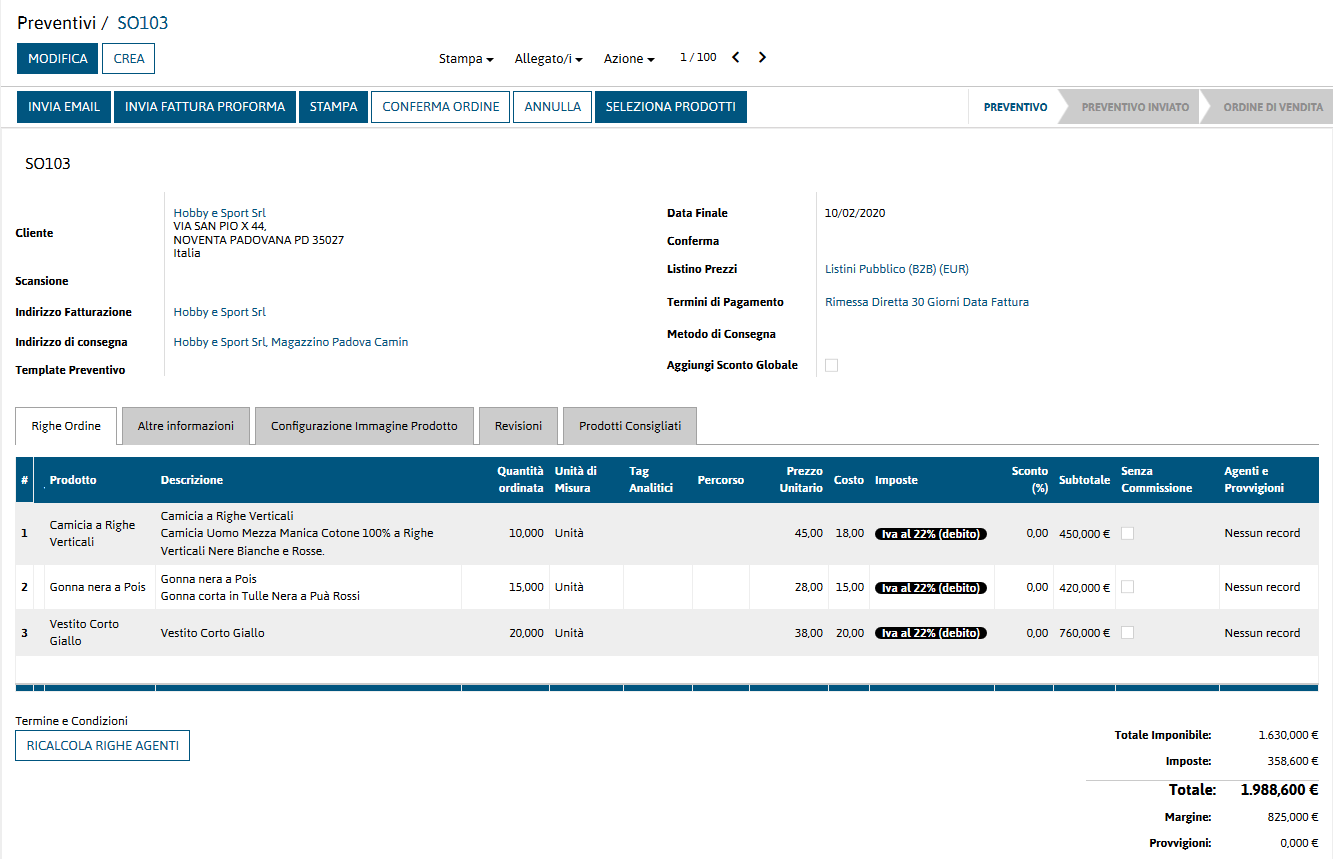 Preventivi / SO103
MODIFICA CREA Stampa Allegato/i Azione 1 / 100
INVIA EMAIL INVIA FATTURA PROFORMA STAMPA CONFERMA ORDINE ANNULLA SELEZIONA PRODOTTI PREVENTIVO PREVENTIVO INVIATO ORDINE DI VENDITA
SO103
Cliente
Hobby e Sport Srl
VIA SAN PIO X 44,
NOVENTA PADOVANA PD 35027
Italia
Scansione
Indirizzo Fatturazione Hobby e Sport Srl
Indirizzo di consegna Hobby e Sport Srl, Magazzino Padova Camin
Template Preventivo
Data Finale 10/02/2020
Conferma
Listino Prezzi Listini Pubblico (B2B) (EUR)
Termini di Pagamento Rimessa Diretta 30 Giorni Data Fattura
Metodo di Consegna
Aggiungi Sconto Globale
Righe Ordine Altre informazioni Configurazione Immagine Prodotto Revisioni Prodotti Consigliati
# . Prodotto Descrizione Quantità ordinata Unità di Misura Tag Analitici Percorso Prezzo Unitario Costo Imposte Sconto (%) Subtotale Senza Commissione Agenti e Provvigioni
1 Camicia a Righe Verticali Camicia a Righe Verticali
Camicia Uomo Mezza Manica Cotone 100% a Righe
Verticali Nere Bianche e Rosse.
10,000 Unità 45,00 18,00 Iva al 22% (debito) 0,00 450,000 € Nessun record
2 Gonna nera a Pois Gonna nera a Pois
Gonna corta in Tulle Nera a Puà Rossi
15,000 Unità 28,00 15,00 Iva al 22% (debito) 0,00 420,000 € Nessun record
3 Vestito Corto Giallo Vestito Corto Giallo 20,000 Unità 38,00 20,00 Iva al 22% (debito) 0,00 760,000 € Nessun record
Termine e Condizioni
RICALCOLA RIGHE AGENTI
Totale Imponibile: 1.630,000 €
Imposte: 358,600 €
Totale: 1.988,600 €
Margine: 825,000 €
Provvigioni: 0,000 €